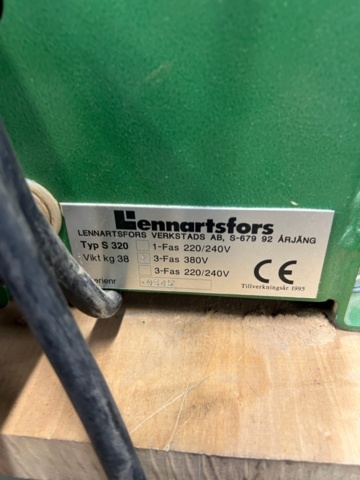 Lennartsfors
LENNARTSFORS VERKSTADS AB, S-679 92 ÅRJÄNG
Typ S 320 1-Fas 220/240V
Vikt kg 38 3-Fas 380V
3-Fas 220/240V
erienr
CE
Tillverkningsår 1995